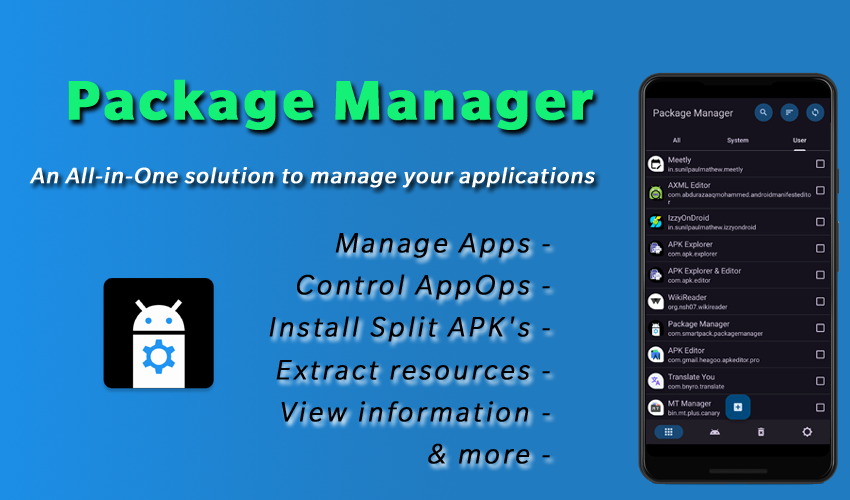 Package Manager
An All-in-One solution to manage your applications
Manage Apps -
Control AppOps -
Install Split APK's -
Extract resources -
View information -
& more -
Package Manager
All System User
Meetly
in.sunilpaulmathew.meetly
AXML Editor
com.abdurazaaqmohammed.androidmanifestedito
r
IzzyOnDroid
in.sunilpaulmathew.izzyondroid
APK Explorer
com.apk.explorer
APK Explorer & Editor
com.apk.editor
WikiReader
org.nsh07.wikireader
Package Manager
com.smartpack.packagemanager
APK Editor
com.gmail.heagoo.apkeditor.pro
Translate You
com.bnyro.translate
MT Manager
bin.mt.plus.canary